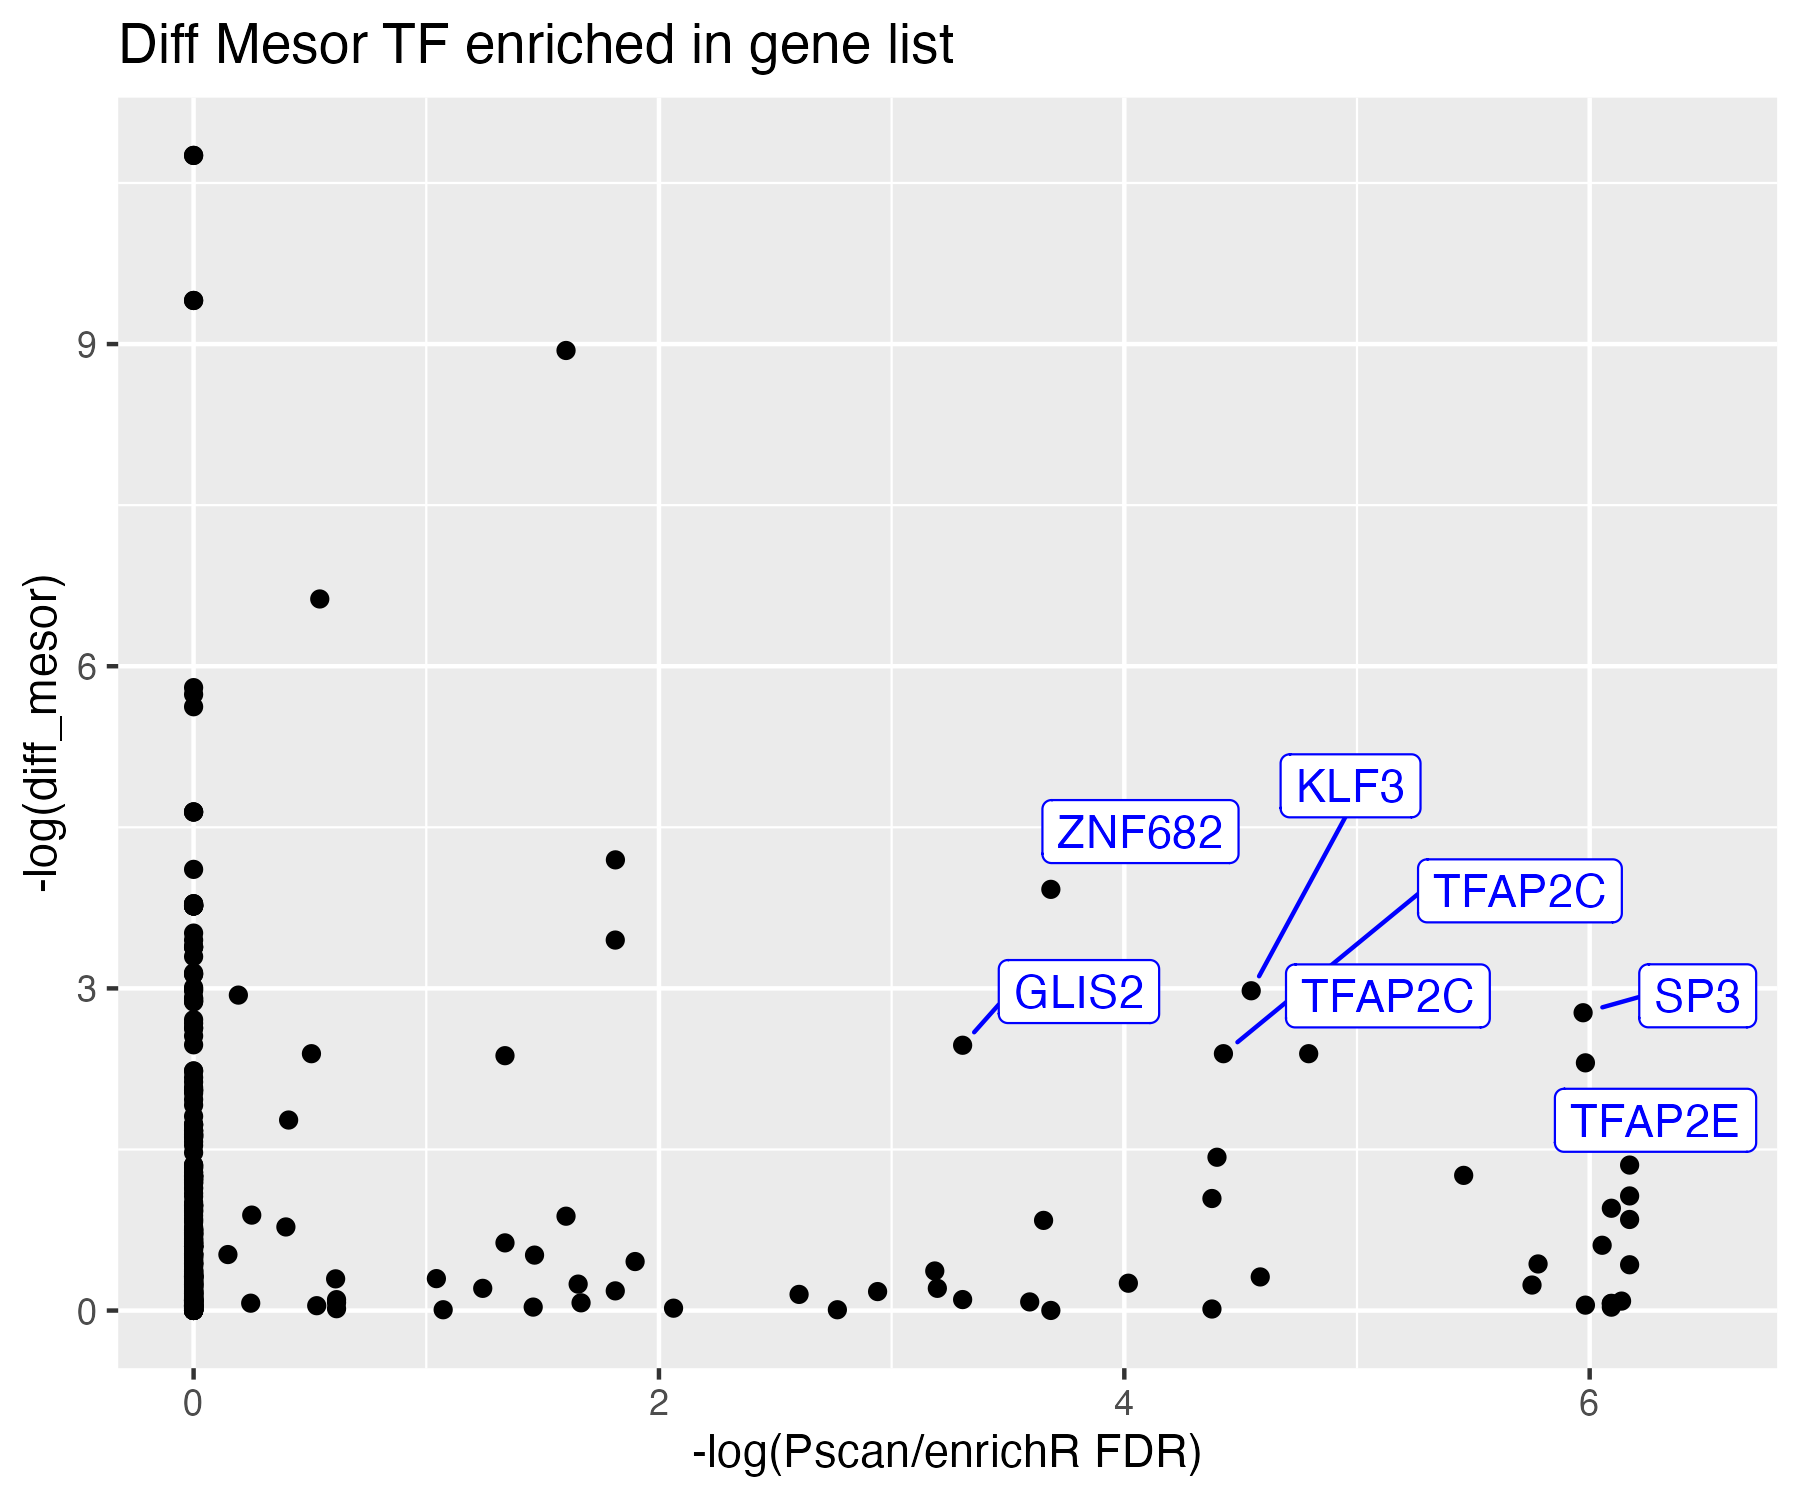 Diff Mesor TF enriched in gene list
-log(diff_mesor)
9
6
3
0
KLF3
ZNF682
TFAP2C
GLIS2
TFAP2C
SP3
TFAP2E
0 2 4 6
-log(Pscan/enrichR FDR)